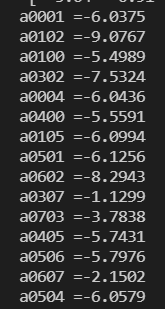 a0001 =-6.0375
a0102 =-9.0767
a0100 =-5.4989
a0302 =-7.5324
a0004 =-6.0436
a0400 =-5.5591
a0105 =-6.0994
a0501 =-6.1256
a0602 =-8.2943
a0307 =-1.1299
a0703 =-3.7838
a0405 =-5.7431
a0506 =-5.7976
a0607 =-2.1502
a0504 =-6.0579